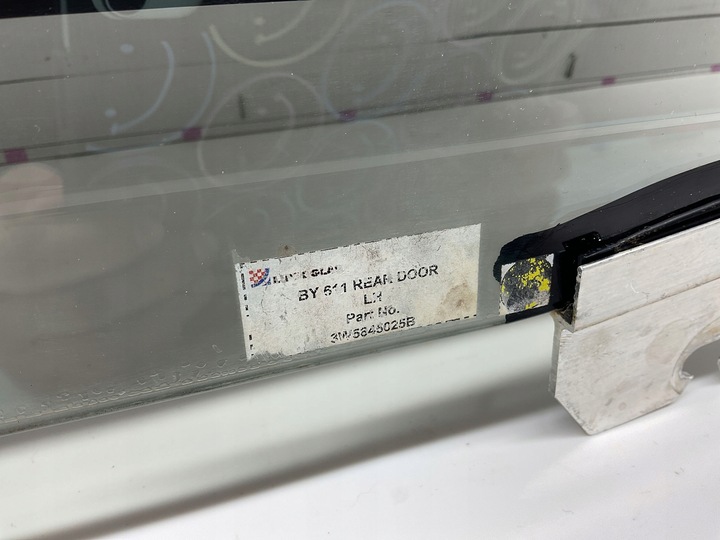 BY 611 REAR DOOR
LH
Part No.
3W5845025B